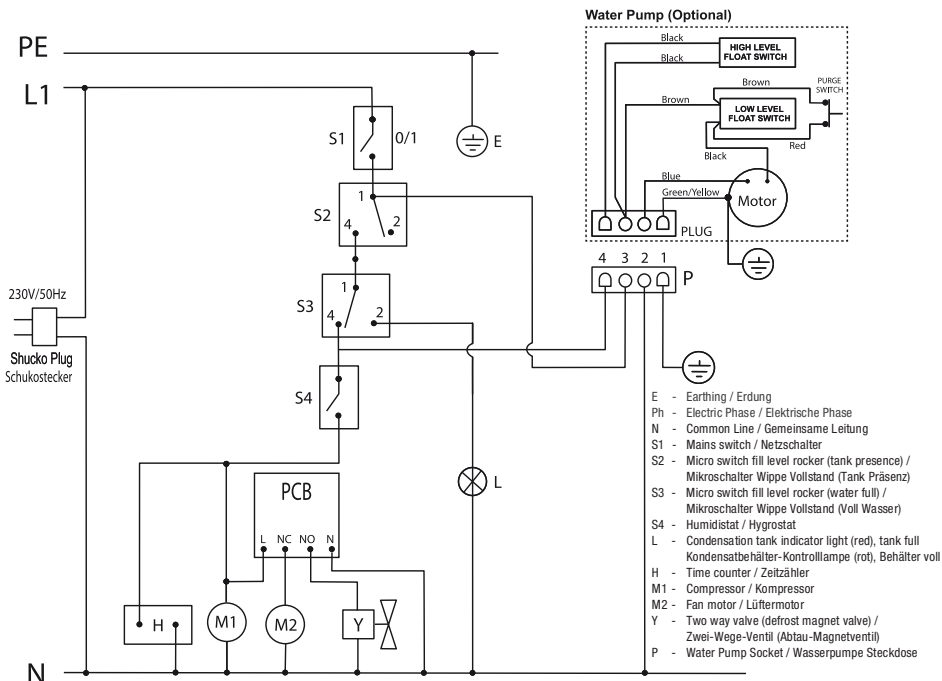 Water Pump (Optional)
PE
L1
Black
HIGH LEVEL
FLOAT SWITCH
Black
Brown
PURGE
SWITCH
Brown
LOW LEVEL
FLOAT SWITCH
Red
Black
Blue
Green/Yellow
Motor
PLUG
S1
0/1
E
S2
1
4
2
S3
1
4
2
4 3 2 1
P
230V/50Hz
Shucko Plug
Schukostecker
S4
L
PCB
L NC NO N
H
M1
M2
Y
N
E - Earthing / Erdung
Ph - Electric Phase / Elektrische Phase
N - Common Line / Gemeinsame Leitung
S1 - Mains switch / Netzschalter
S2 - Micro switch fill level rocker (tank presence) /
Mikroschalter Wippe Vollstand (Tank Präsenz)
S3 - Micro switch fill level rocker (water full) /
Mikroschalter Wippe Vollstand (Voll Wasser)
S4 - Humidistat / Hygrostat
L - Condensation tank indicator light (red), tank full
Kondensatbehälter-Kontrolllampe (rot), Behälter voll
H - Time counter / Zeitzähler
M1 - Compressor / Kompressor
M2 - Fan motor / Lüftermotor
Y - Two way valve (defrost magnet valve) /
Zwei-Wege-Ventil (Abtau-Magnetventil)
P - Water Pump Socket / Wasserpumpe Steckdose